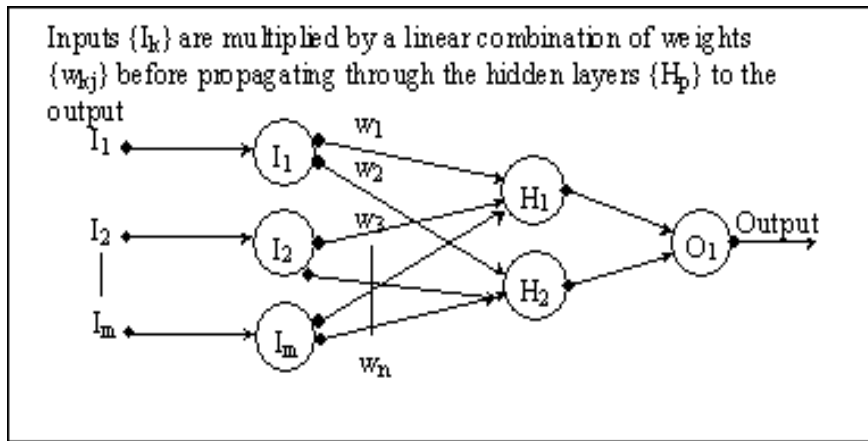 Inputs {Ik} are multiplied by a linear combination of weights
{wkj} before propagating through the hidden layers {Hp} to the
output
I1
I1
w1
w2
H1
I2
I2
w3
O1
Output
H2
Im
Im
wn